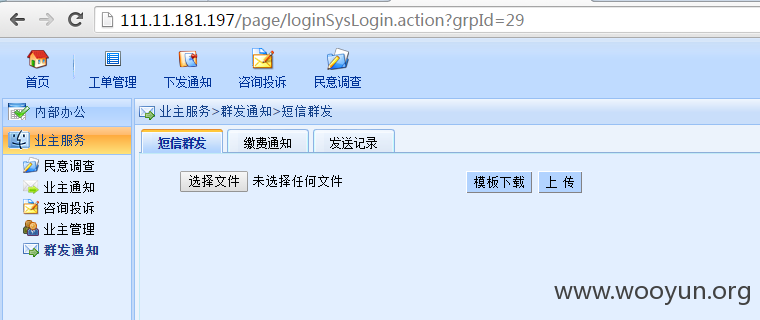 111.11.181.197/page/loginSysLogin.action?grpId=29
首页 工单管理 下发通知 咨询投诉 民意调查
内部办公
业主服务
民意调查
业主通知
咨询投诉
业主管理
群发通知
业主服务>群发通知>短信群发
短信群发 缴费通知 发送记录
选择文件 未选择任何文件 模板下载 上 传
www.wooyun.org